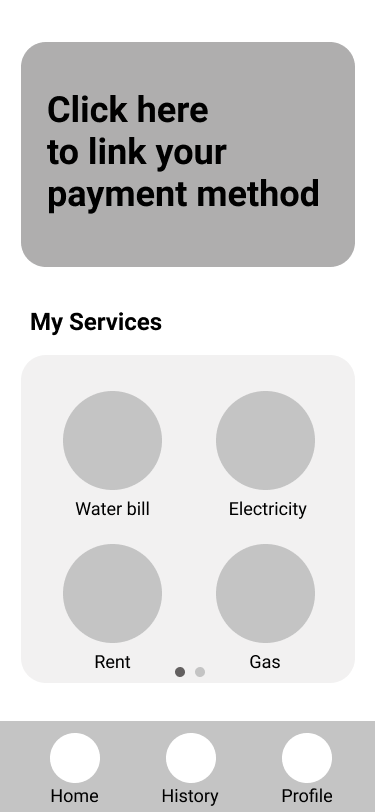 Click here
to link your
payment method
My Services
Water bill
Electricity
Rent
Gas
Home
History
Profile